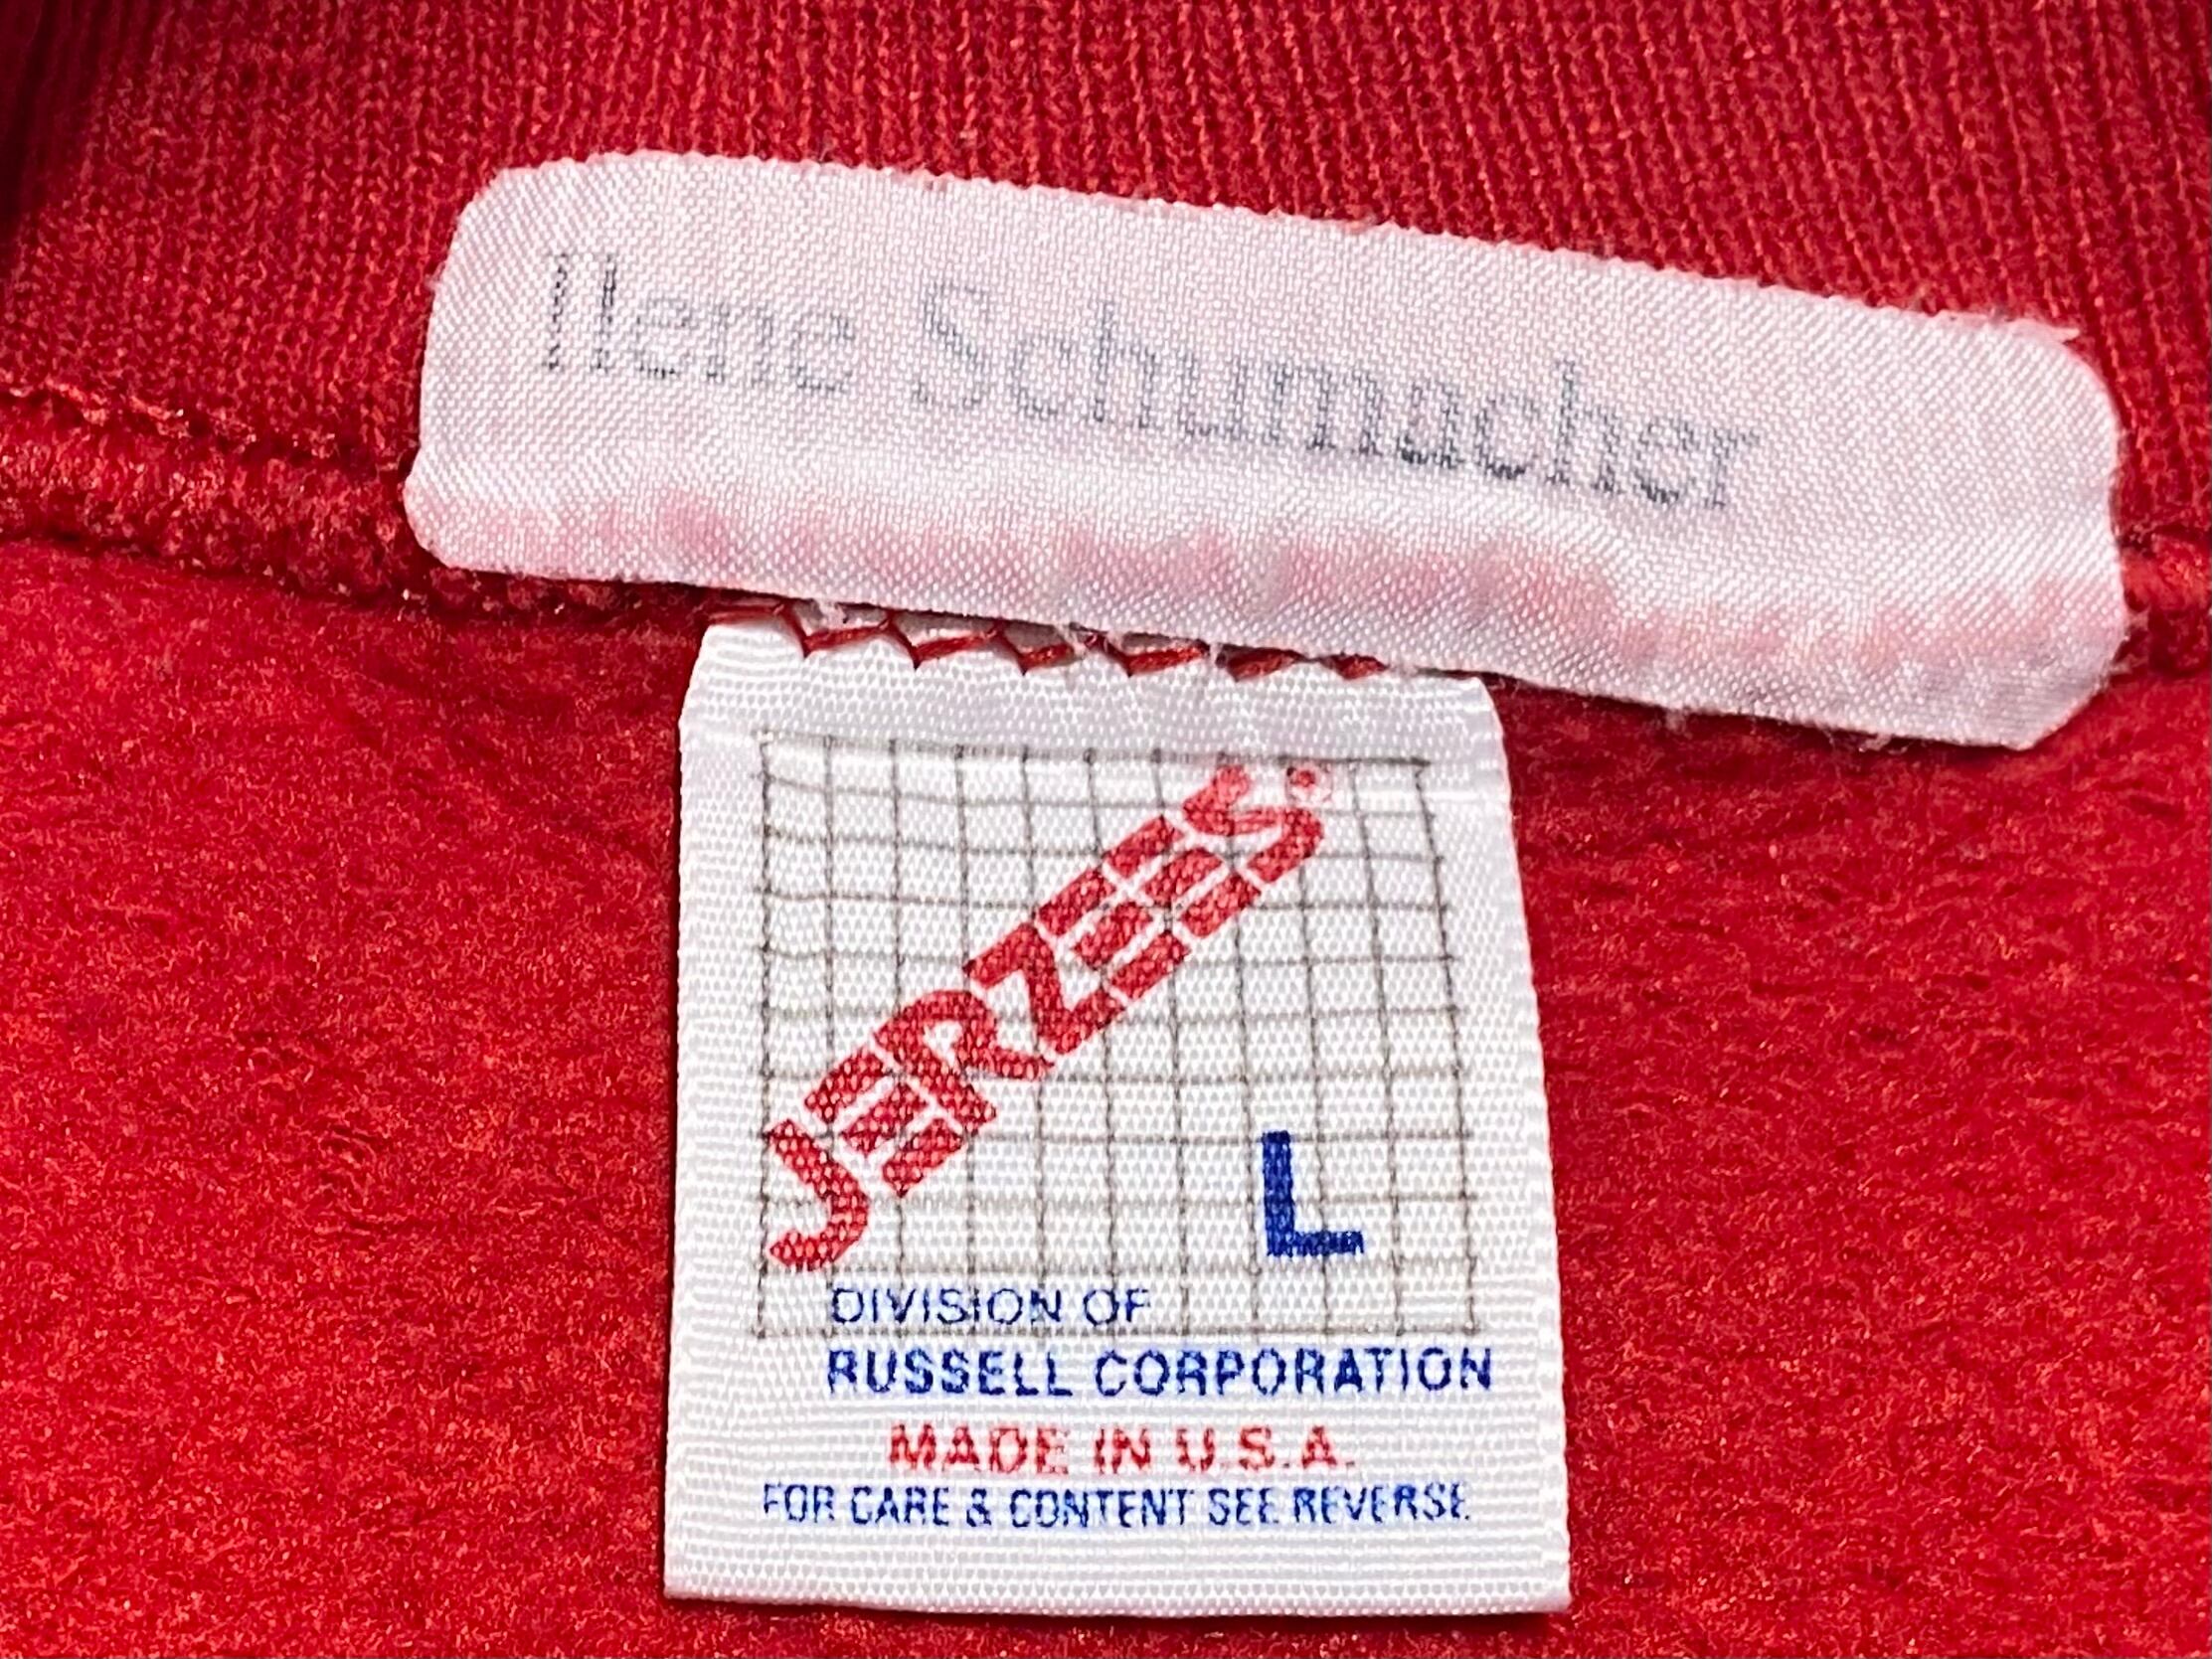 Ilene Schumacher
JERZEES®
L
DIVISION OF
RUSSELL CORPORATION
MADE IN U.S.A.
FOR CARE & CONTENT SEE REVERSE